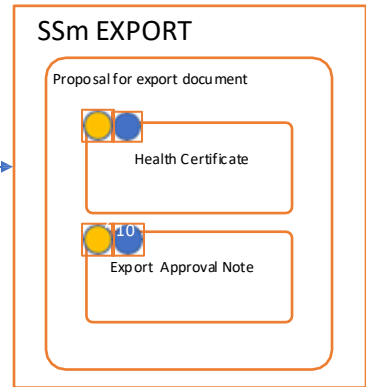 SSm EXPORT
Proposal for export document
Health Certificate
10
Export Approval Note